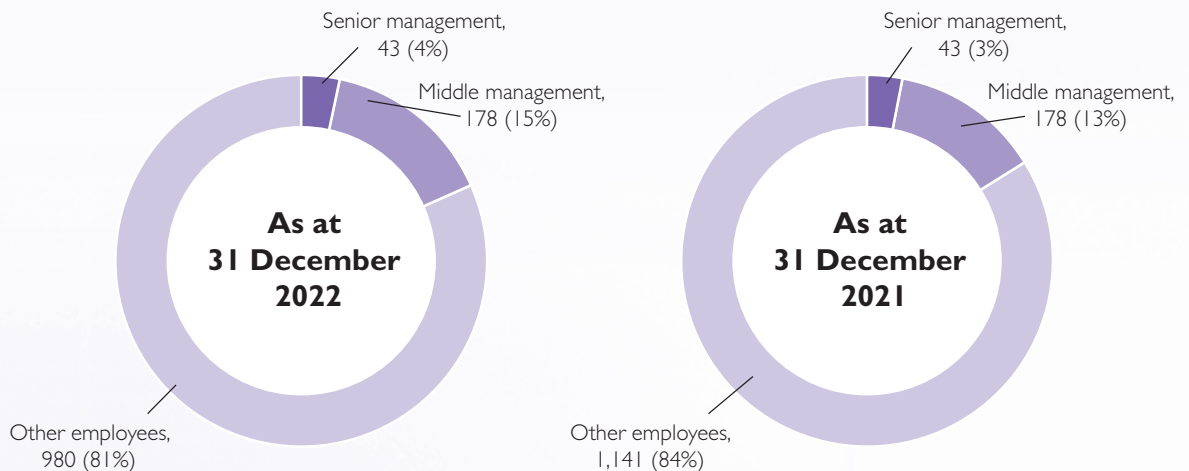 Senior management,
43 (4%)
Middle management,
178 (15%)
As at
31 December
2022
Other employees,
980 (81%)
Senior management,
43 (3%)
Middle management,
178 (13%)
As at
31 December
2021
Other employees,
1,141 (84%)